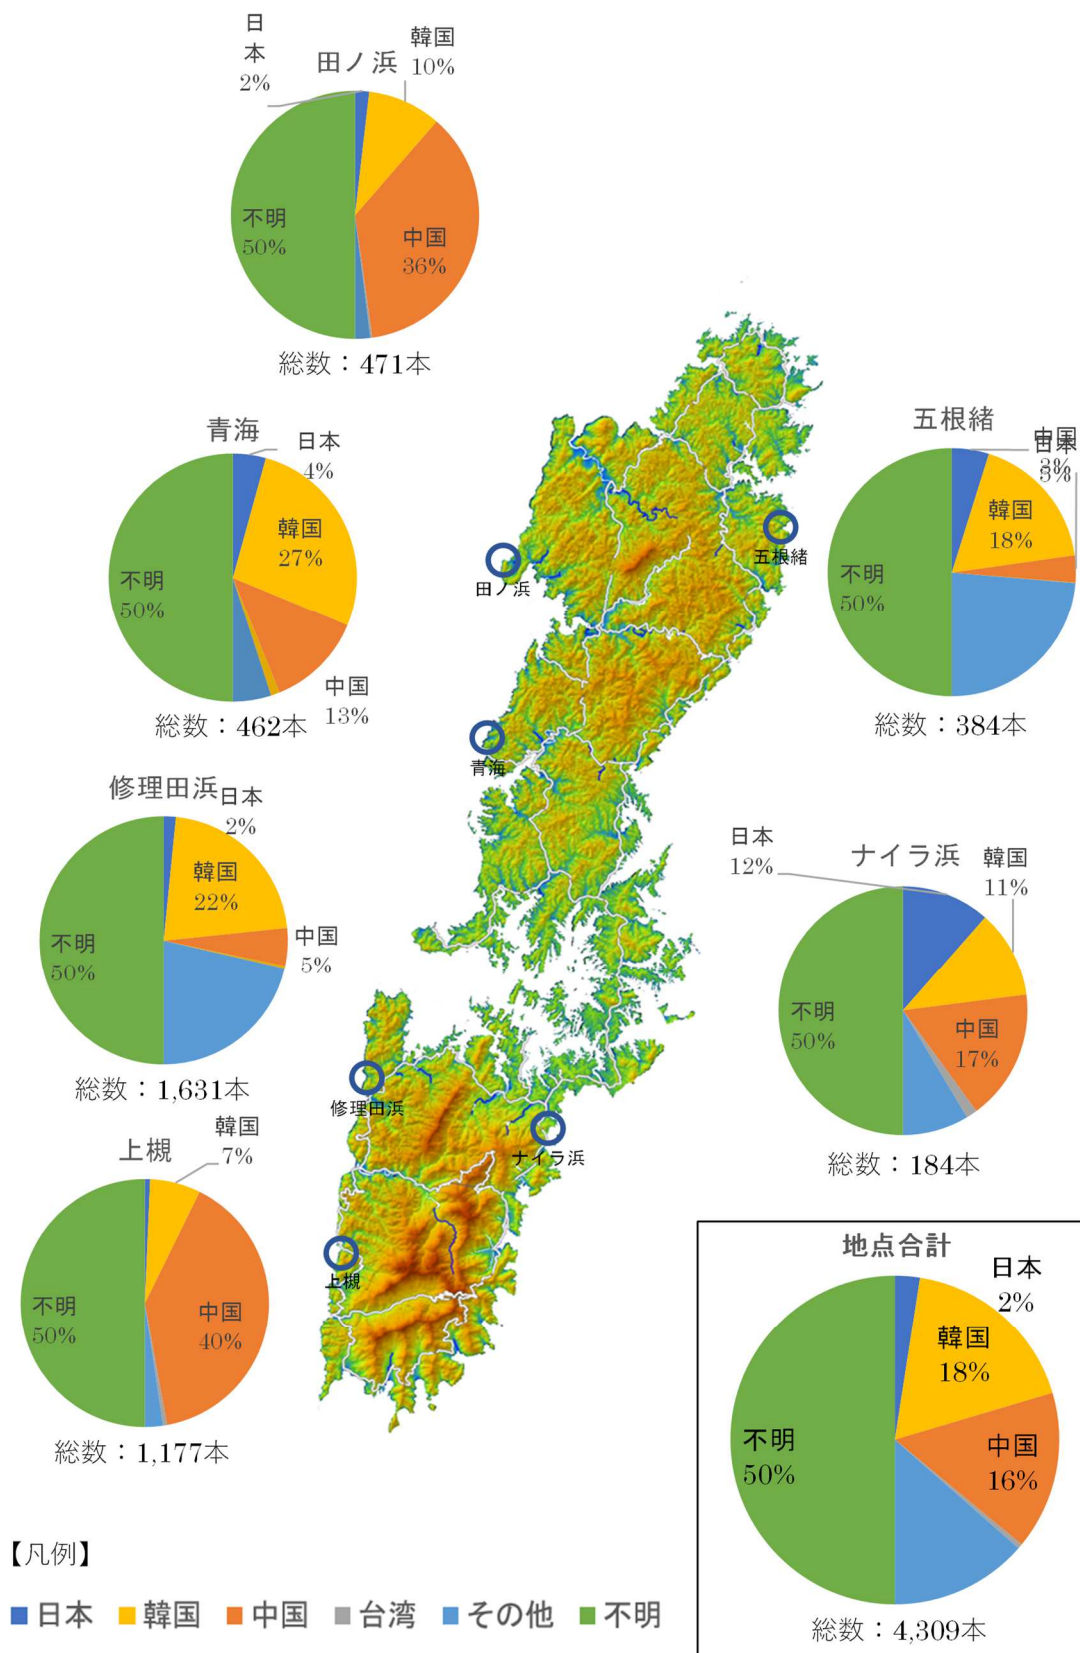 田ノ浜
日本
2%
韓国
10%
中国
36%
不明
50%
総数：471本
青海
日本
4%
韓国
27%
中国
13%
不明
50%
総数：462本
五根緒
中国
3%
日本
韓国
18%
不明
50%
総数：384本
修理田浜
日本
2%
韓国
22%
中国
5%
不明
50%
総数：1,631本
ナイラ浜
日本
12%
韓国
11%
中国
17%
不明
50%
総数：184本
上槻
韓国
7%
中国
40%
不明
50%
総数：1,177本
五根緒
田ノ浜
青海
修理田浜
ナイラ浜
上槻
地点合計
日本
2%
韓国
18%
中国
16%
不明
50%
総数：4,309本
【凡例】
日本 韓国 中国 台湾 その他 不明